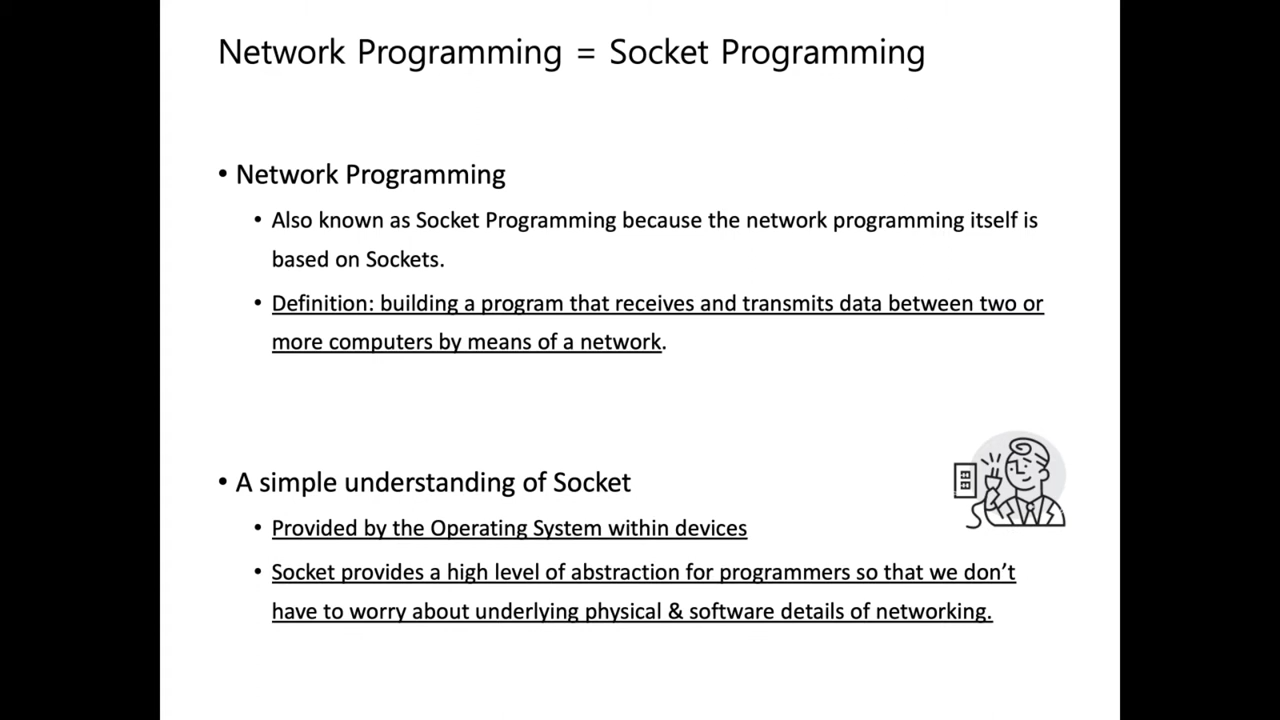 Network Programming = Socket Programming
• Network Programming
• Also known as Socket Programming because the network programming itself is
based on Sockets.
• Definition: building a program that receives and transmits data between two or
more computers by means of a network.
• A simple understanding of Socket
• Provided by the Operating System within devices
• Socket provides a high level of abstraction for programmers so that we don’t
have to worry about underlying physical & software details of networking.